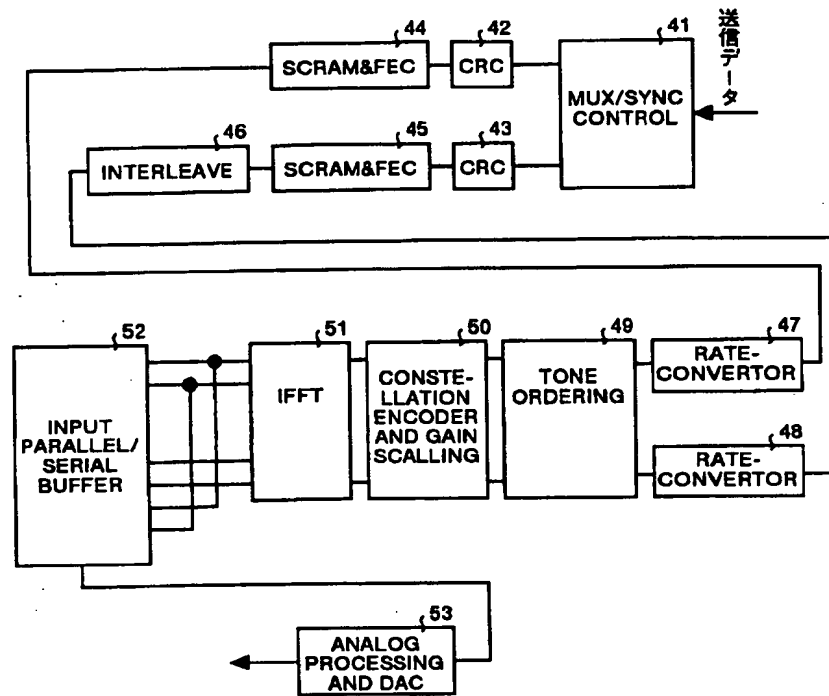 44
SCRAM&FEC
42
CRC
41
MUX/SYNC
CONTROL
送信データ
46
INTERLEAVE
45
SCRAM&FEC
43
CRC
52
INPUT
PARALLEL/
SERIAL
BUFFER
51
IFFT
50
CONSTE-
LLATION
ENCODER
AND GAIN
SCALLING
49
TONE
ORDERING
47
RATE-
CONVERTOR
48
RATE-
CONVERTOR
53
ANALOG
PROCESSING
AND DAC